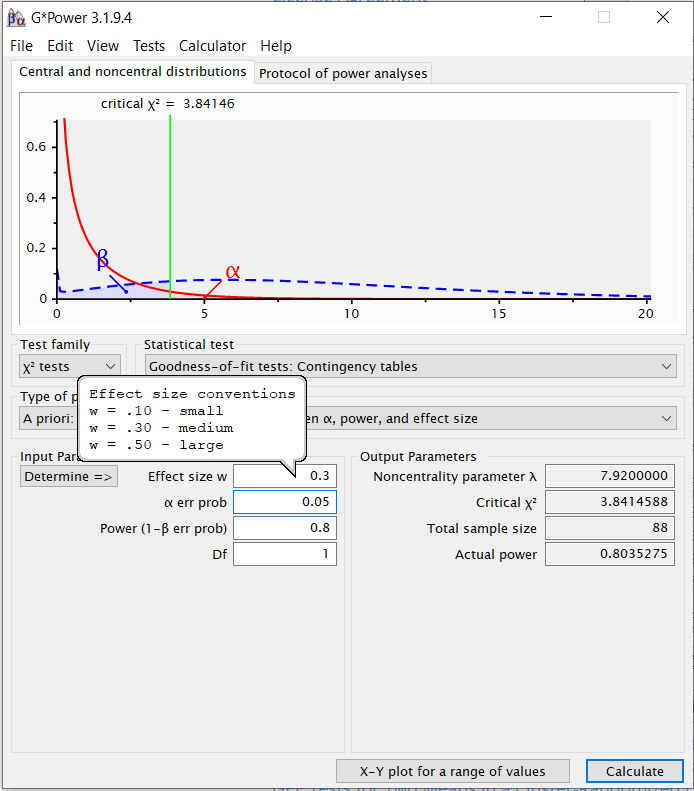 G*Power 3.1.9.4
File Edit View Tests Calculator Help
Central and noncentral distributions Protocol of power analyses
critical χ² = 3.84146
0.6
0.4
0.2
0
β
α
0 5 10 15 20
Test family Statistical test
χ² tests Goodness-of-fit tests: Contingency tables
Type of p
A priori: en α, power, and effect size
Effect size conventions
w = .10 - small
w = .30 - medium
w = .50 - large
Input Para Output Parameters
Determine => Effect size w 0.3 Noncentrality parameter λ 7.9200000
α err prob 0.05 Critical χ² 3.8414588
Power (1-β err prob) 0.8 Total sample size 88
Df 1 Actual power 0.8035275
X-Y plot for a range of values Calculate